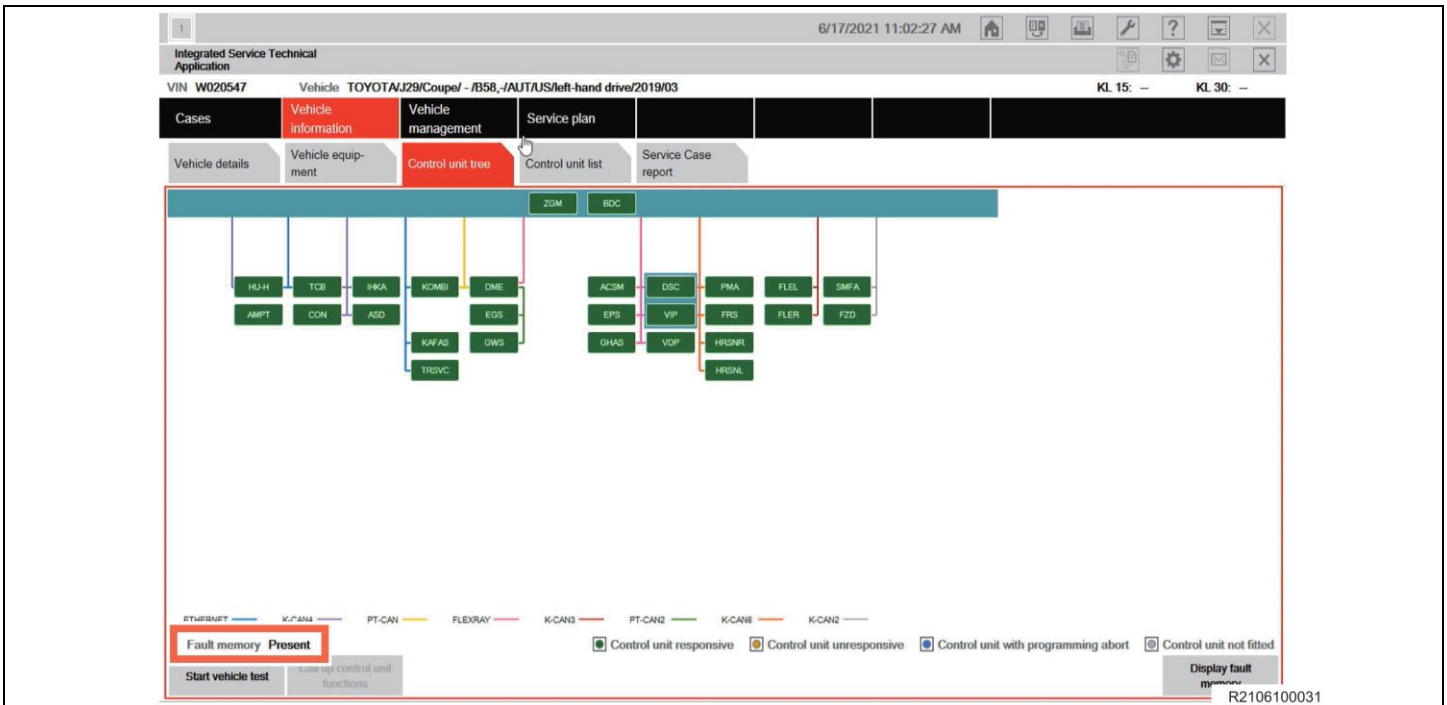 1
6/17/2021 11:02:27 AM
?
Integrated Service Technical
Application
VIN W020547 Vehicle TOYOTA/J29/Coupe/ - /B58,-/AUT/US/left-hand drive/2019/03 KL 15: – KL 30: –
Cases
Vehicle
information
Vehicle
management
Service plan
Vehicle details
Vehicle equip-
ment
Control unit tree
Control unit list
Service Case
report
ZGM BDC
HU-H TCB IHKA KOMBI DME ACSM DSC PMA FLEL SMFA
AMPT CON ASD EGS EPS VIP FRS FLER FZD
KAFAS GWS GHAS VDP HRSNR
TRSVC HRSNL
ETHERNET K-CAN4 PT-CAN FLEXRAY K-CAN3 PT-CAN2 K-CAN6 K-CAN2
Fault memory Present
Control unit responsive Control unit unresponsive Control unit with programming abort Control unit not fitted
Start vehicle test
Call up control unit
functions
Display fault
memory
R2106100031